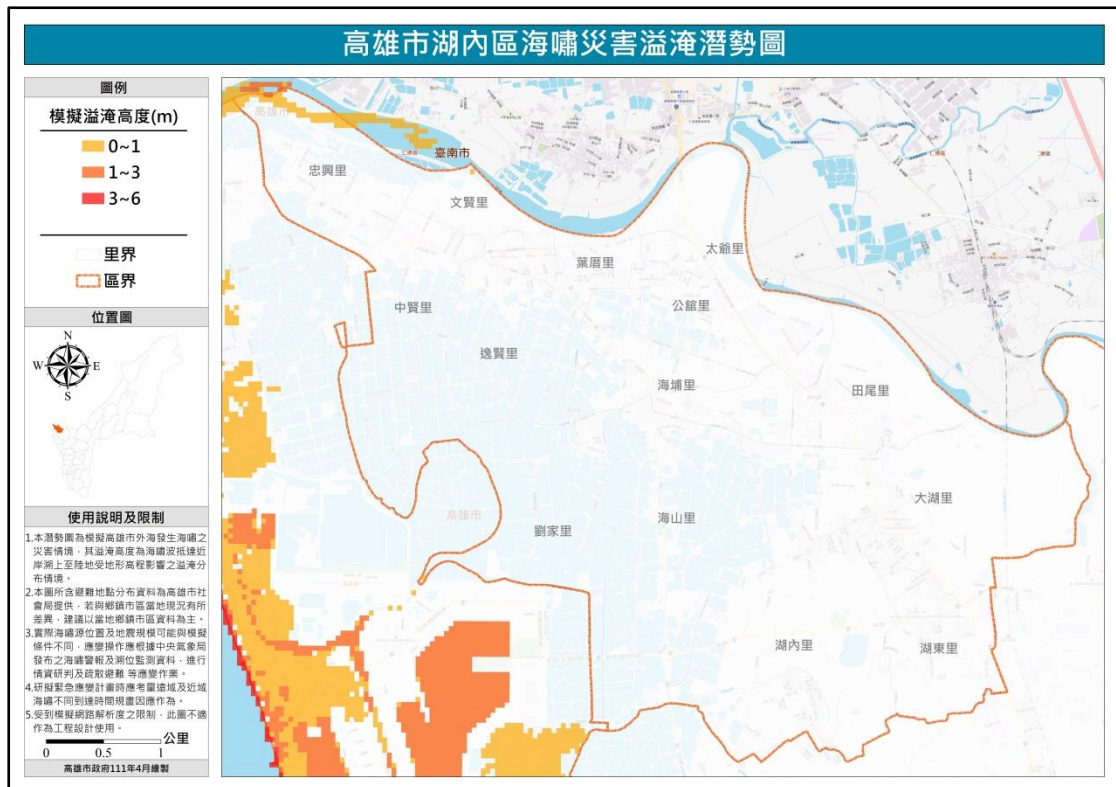 高雄市湖內區海嘯災害溢淹潛勢圖
圖例
模擬溢淹高度(m)
0~1
1~3
3~6
里界
區界
位置圖
N
W
E
S
使用說明及限制
1.本潛勢圖為模擬高雄市外海發生海嘯之
災害情境，其溢淹高度為海嘯波抵達近
岸溯上至陸地受地形高程影響之溢淹分
布情境。
2.本圖所含避難地點分布資料為高雄市社
會局提供，若與鄉鎮市區當地現況有所
差異，建議以當地鄉鎮市區資料為主。
3.實際海嘯源位置及地震規模可能與模擬
條件不同，應變操作應根據中央氣象局
發布之海嘯警報及潮位監測資料，進行
情資研判及疏散避難 等應變作業。
4.研擬緊急應變計畫時應考量遠域及近域
海嘯不同到達時間規畫因應作為。
5.受到模擬網路解析度之限制，此圖不適
作為工程設計使用。
公里
0
0.5
1
高雄市政府111年4月繪製
高雄市
仁德區
臺南市
忠興里
文賢里
太爺里
葉厝里
公舘里
中賢里
逸賢里
海埔里
田尾里
仁德區
大湖里
高雄市
劉家里
海山里
湖內里
湖東里